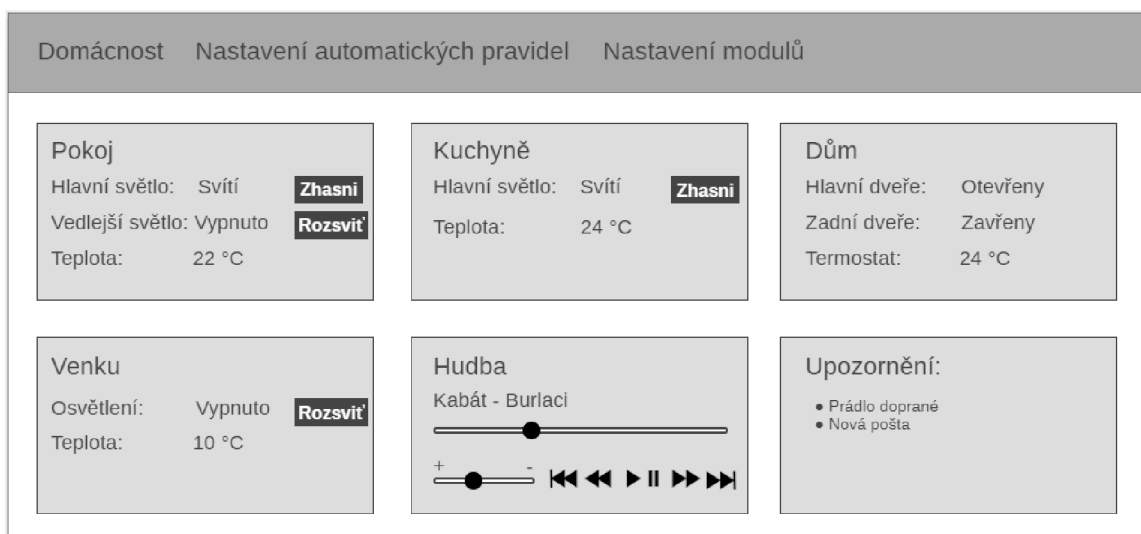 Domácnost Nastavení automatických pravidel Nastavení modulů
Pokoj
Hlavní světlo: Svítí Zhasni
Vedlejší světlo: Vypnuto Rozsviť
Teplota: 22 °C
Kuchyně
Hlavní světlo: Svítí Zhasni
Teplota: 24 °C
Dům
Hlavní dveře: Otevřeny
Zadní dveře: Zavřeny
Termostat: 24 °C
Venku
Osvětlení: Vypnuto Rozsviť
Teplota: 10 °C
Hudba
Kabát - Burlaci
+ -
Upozornění:
● Prádlo doprané
● Nová pošta